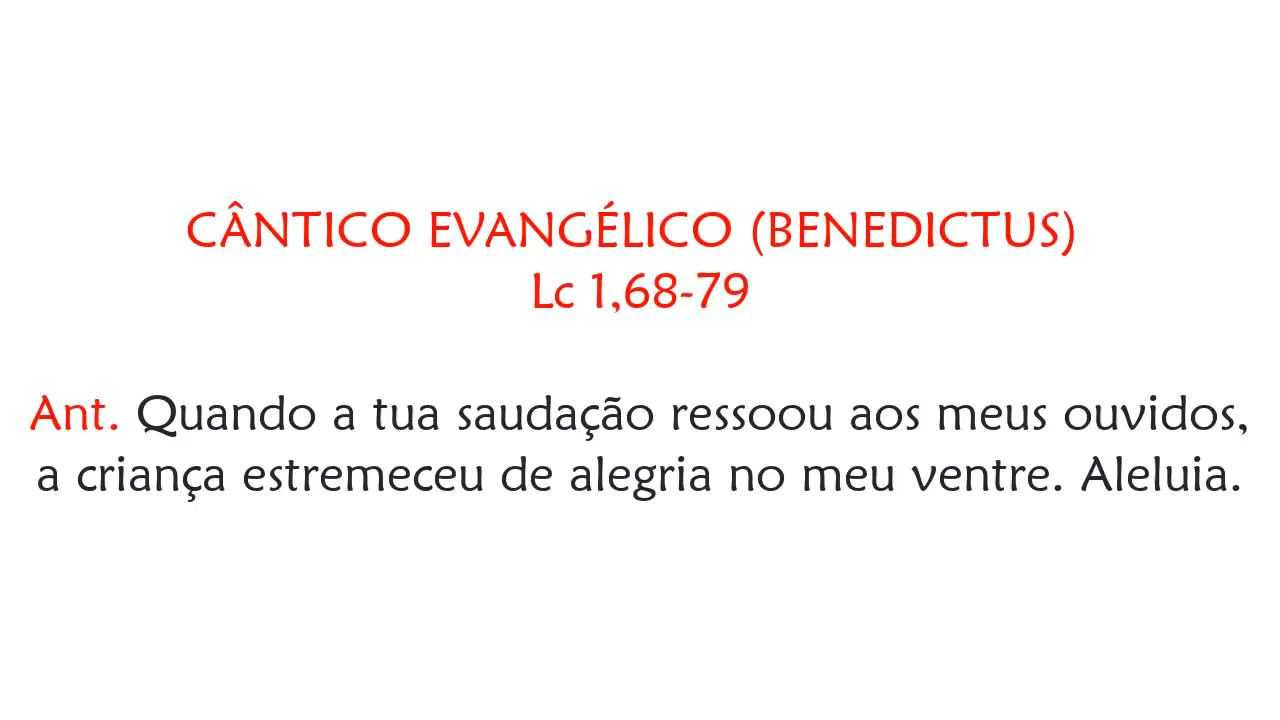 CÂNTICO EVANGÉLICO (BENEDICTUS)
Lc 1,68-79
Ant. Quando a tua saudação ressoou aos meus ouvidos,
a criança estremeceu de alegria no meu ventre. Aleluia.